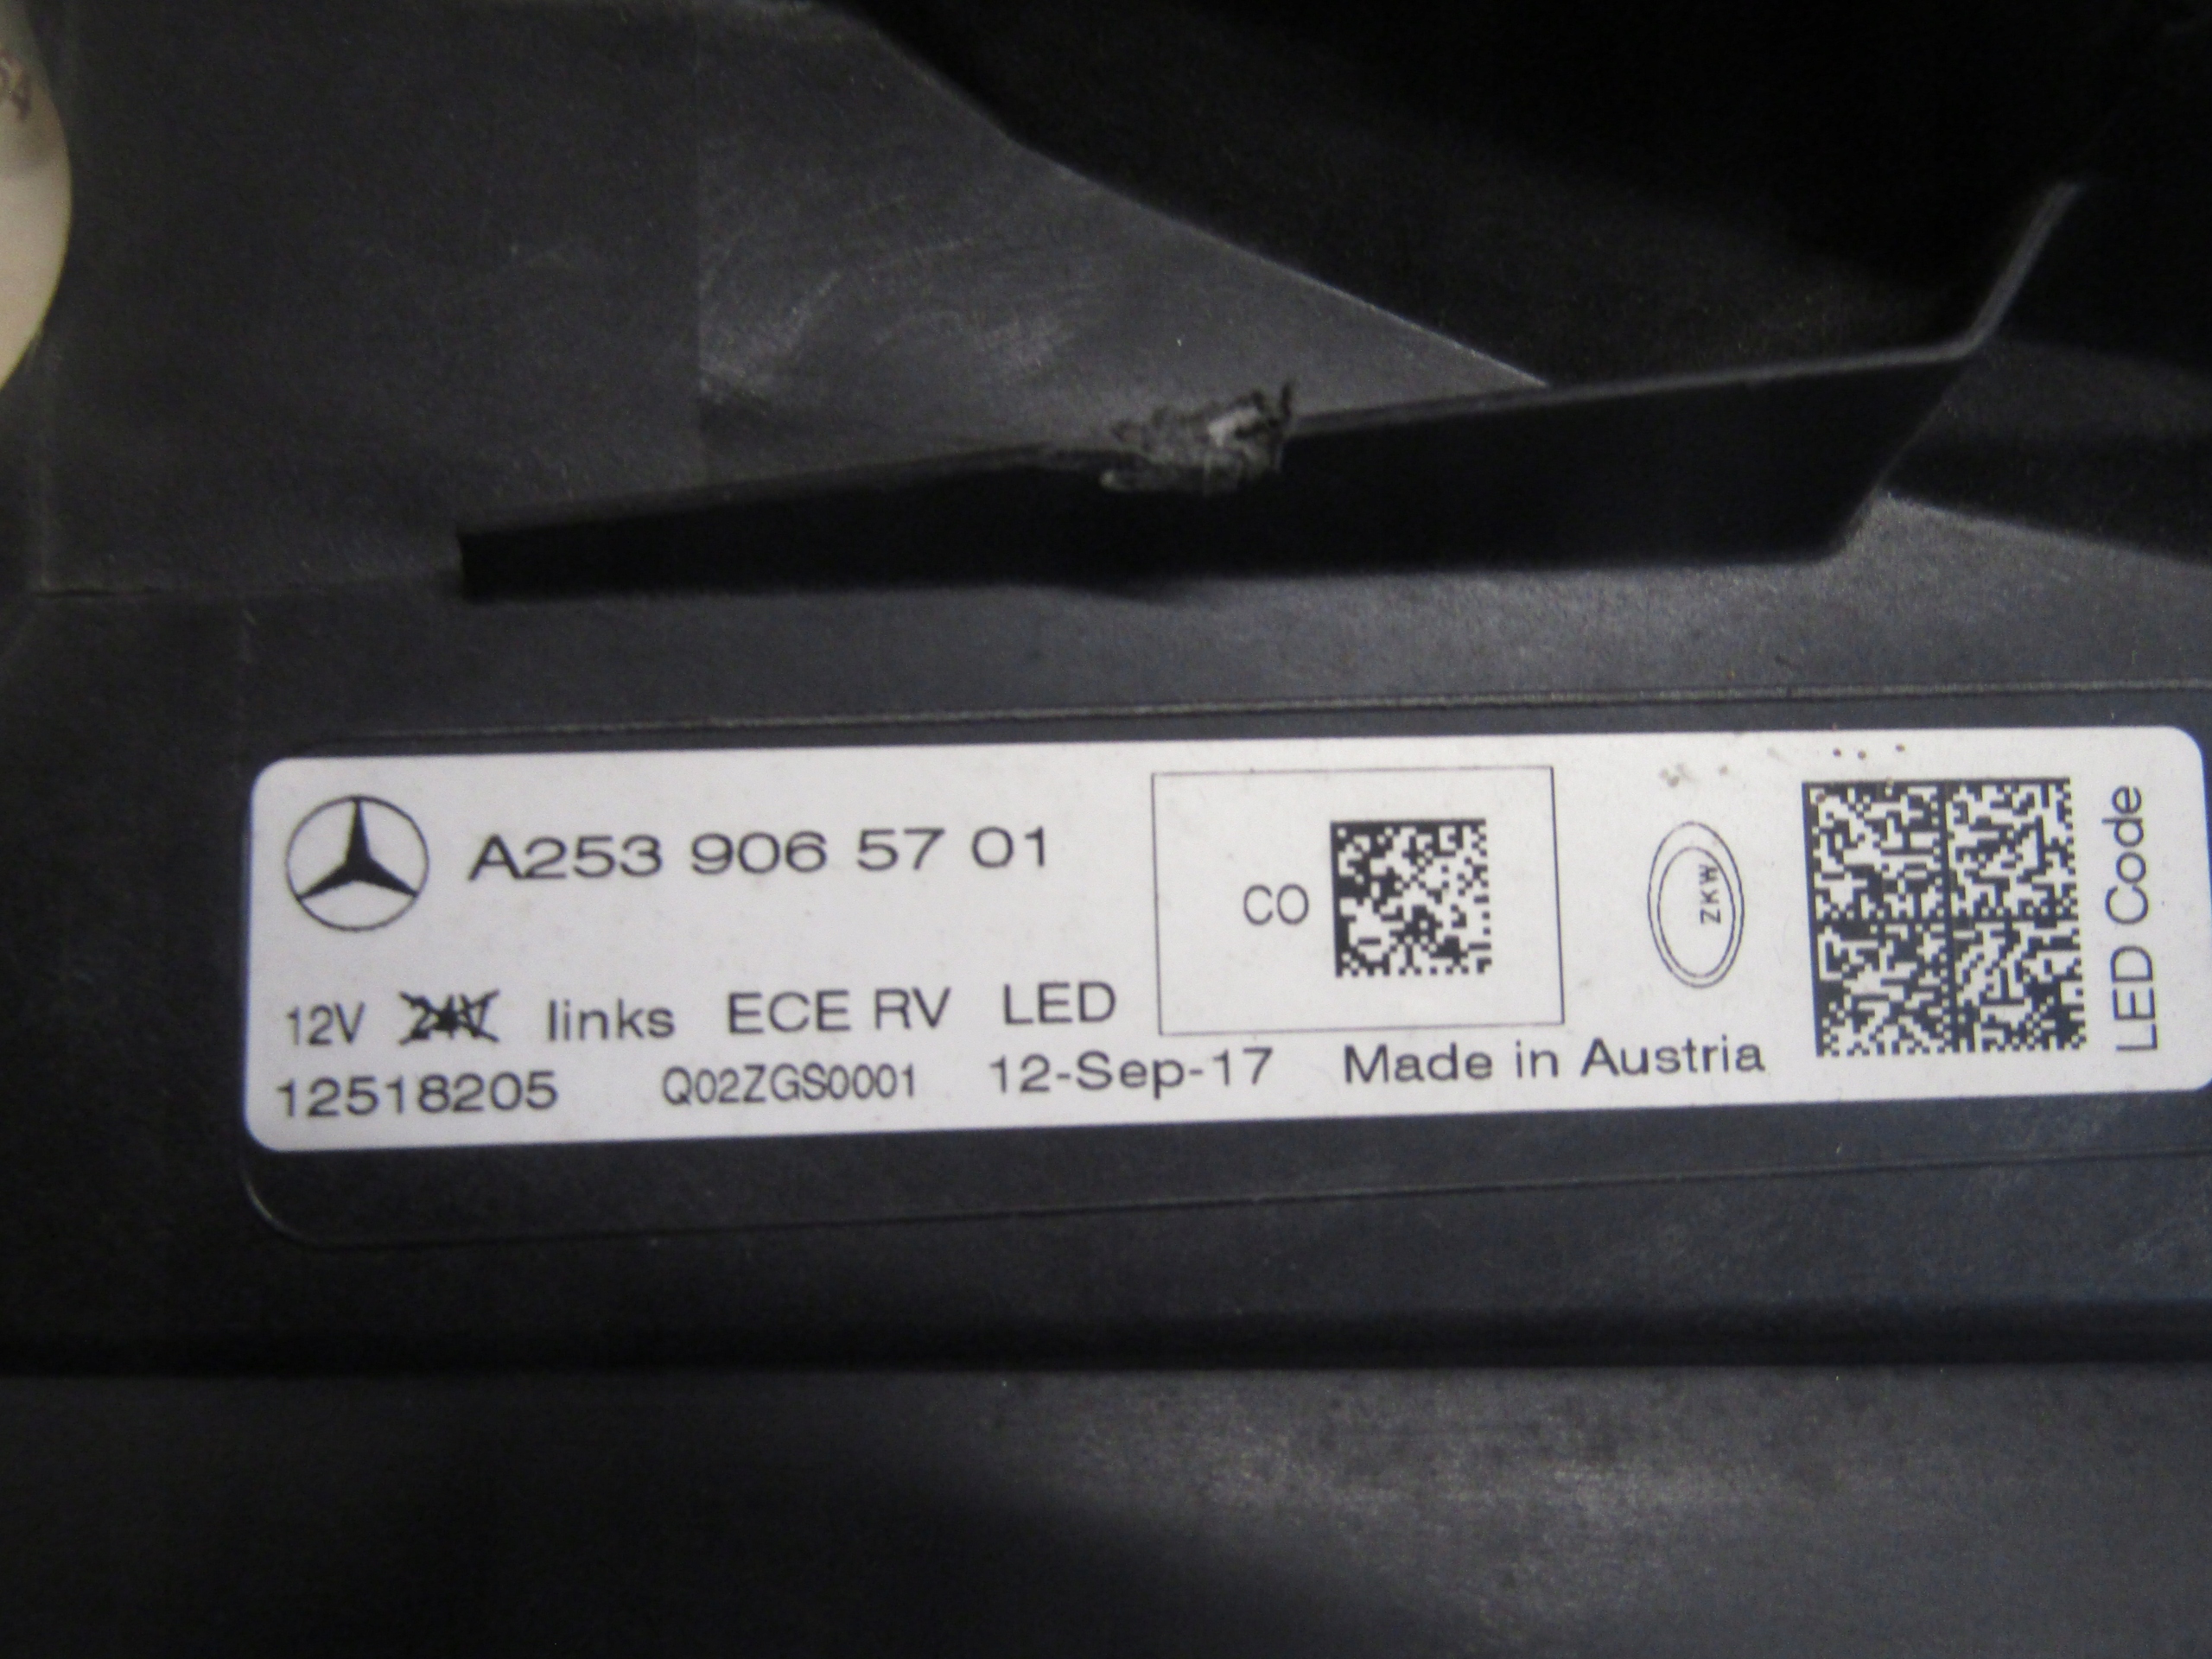 A253 906 57 01
CO
ZKW
LED Code
12V 24V links ECE RV LED
12518205 Q02ZGS0001 12-Sep-17 Made in Austria